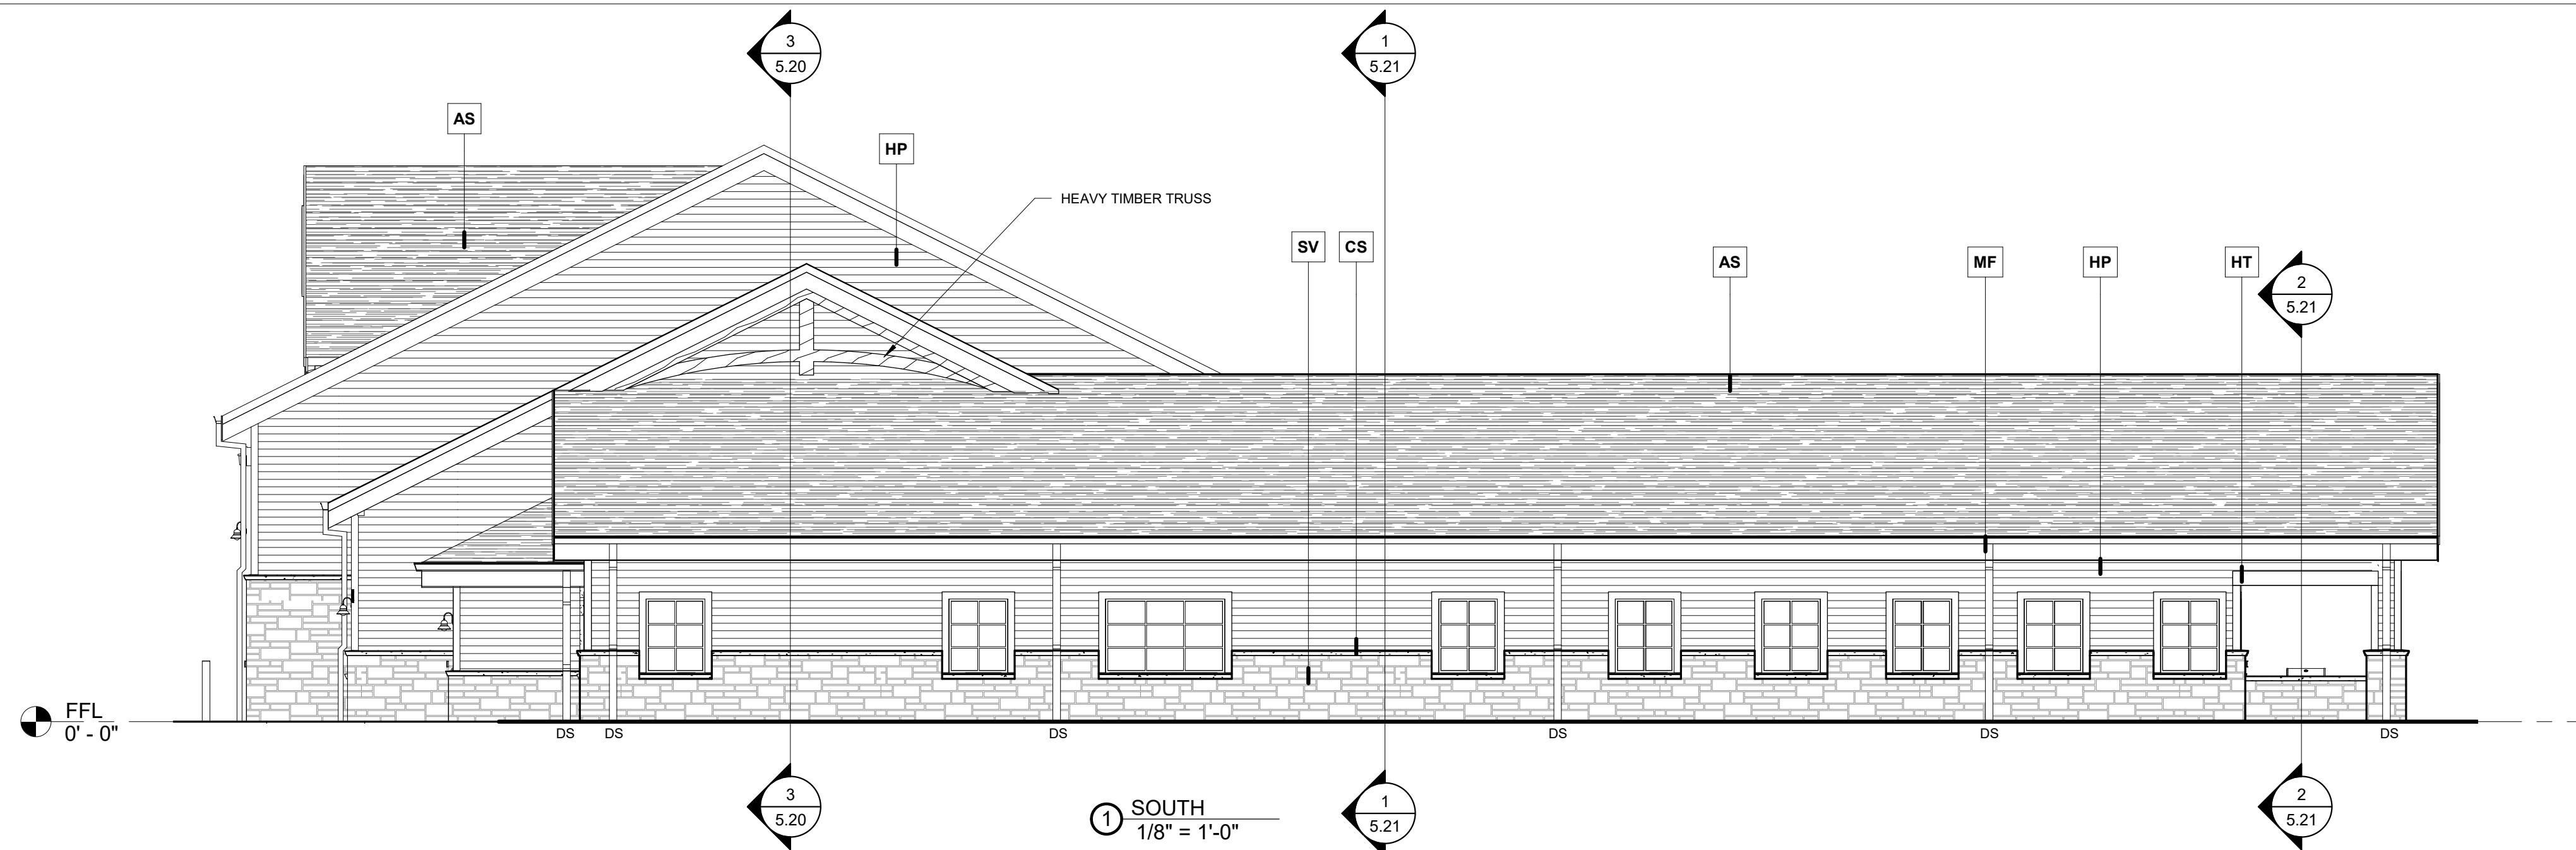 3
5.20
1
5.21
AS
HP
HEAVY TIMBER TRUSS
SV
CS
AS
MF
HP
HT
2
5.21
FFL
0' - 0"
DS
DS
DS
DS
DS
DS
3
5.20
1
SOUTH
1/8" = 1'-0"
1
5.21
2
5.21